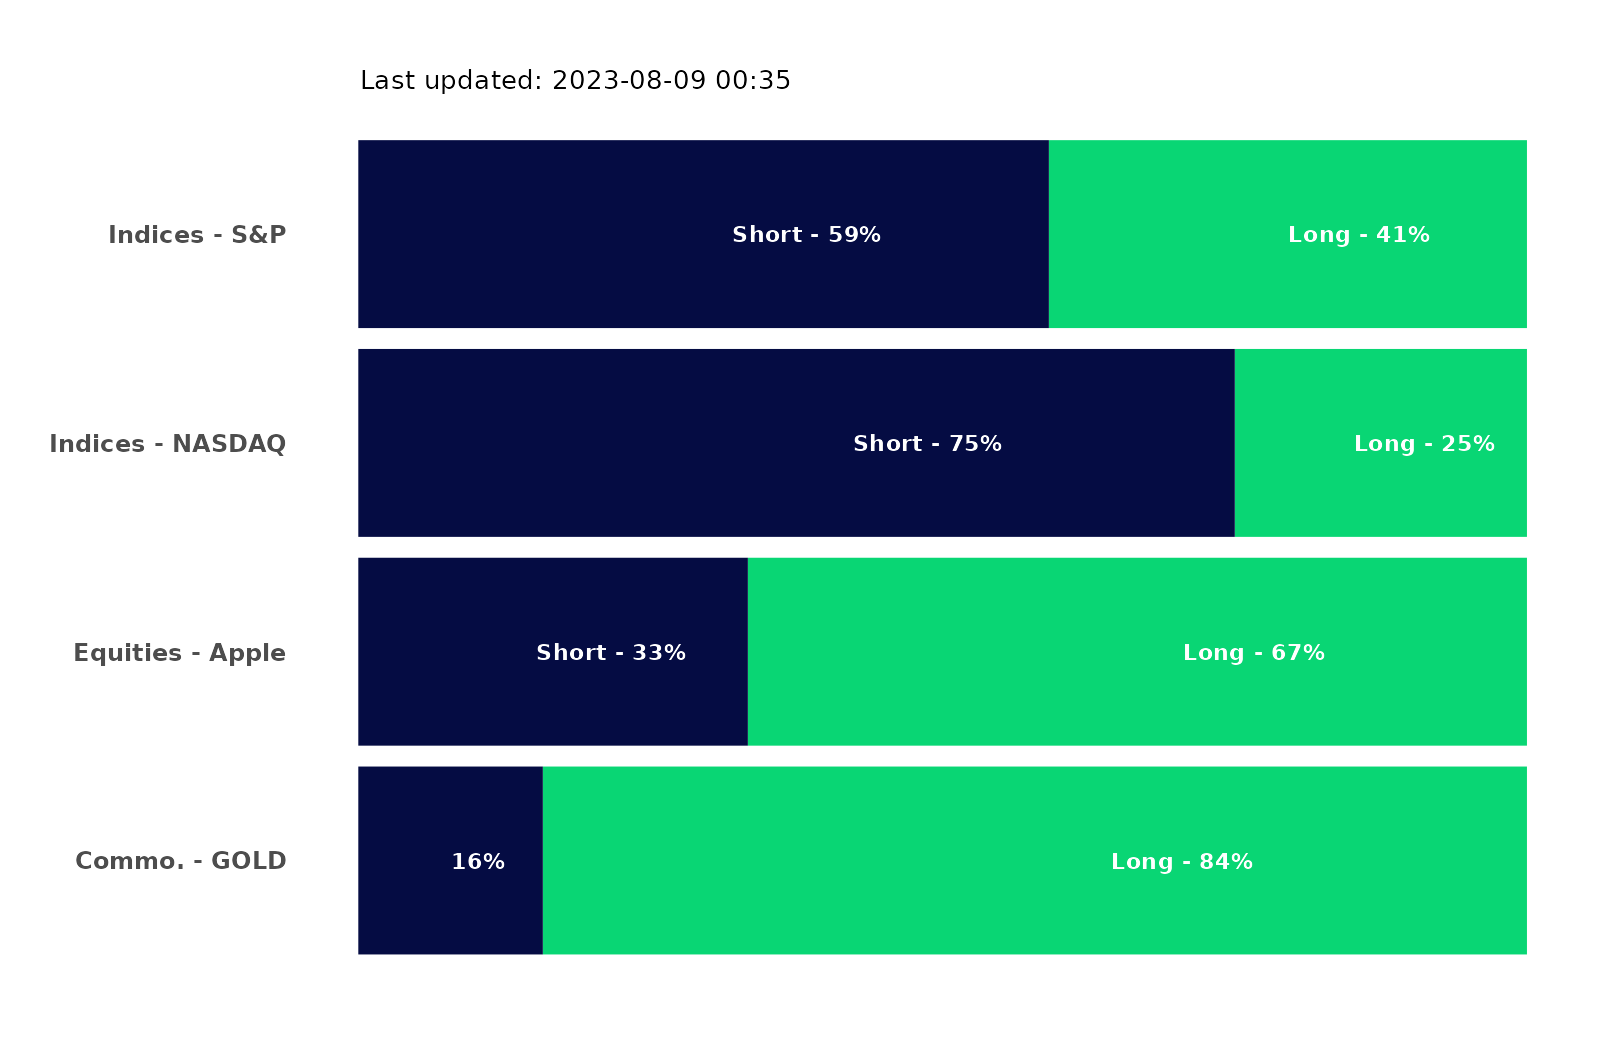 Last updated: 2023-08-09 00:35
Indices - S&P
Short - 59%
Long - 41%
Indices - NASDAQ
Short - 75%
Long - 25%
Equities - Apple
Short - 33%
Long - 67%
Commo. - GOLD
16%
Long - 84%